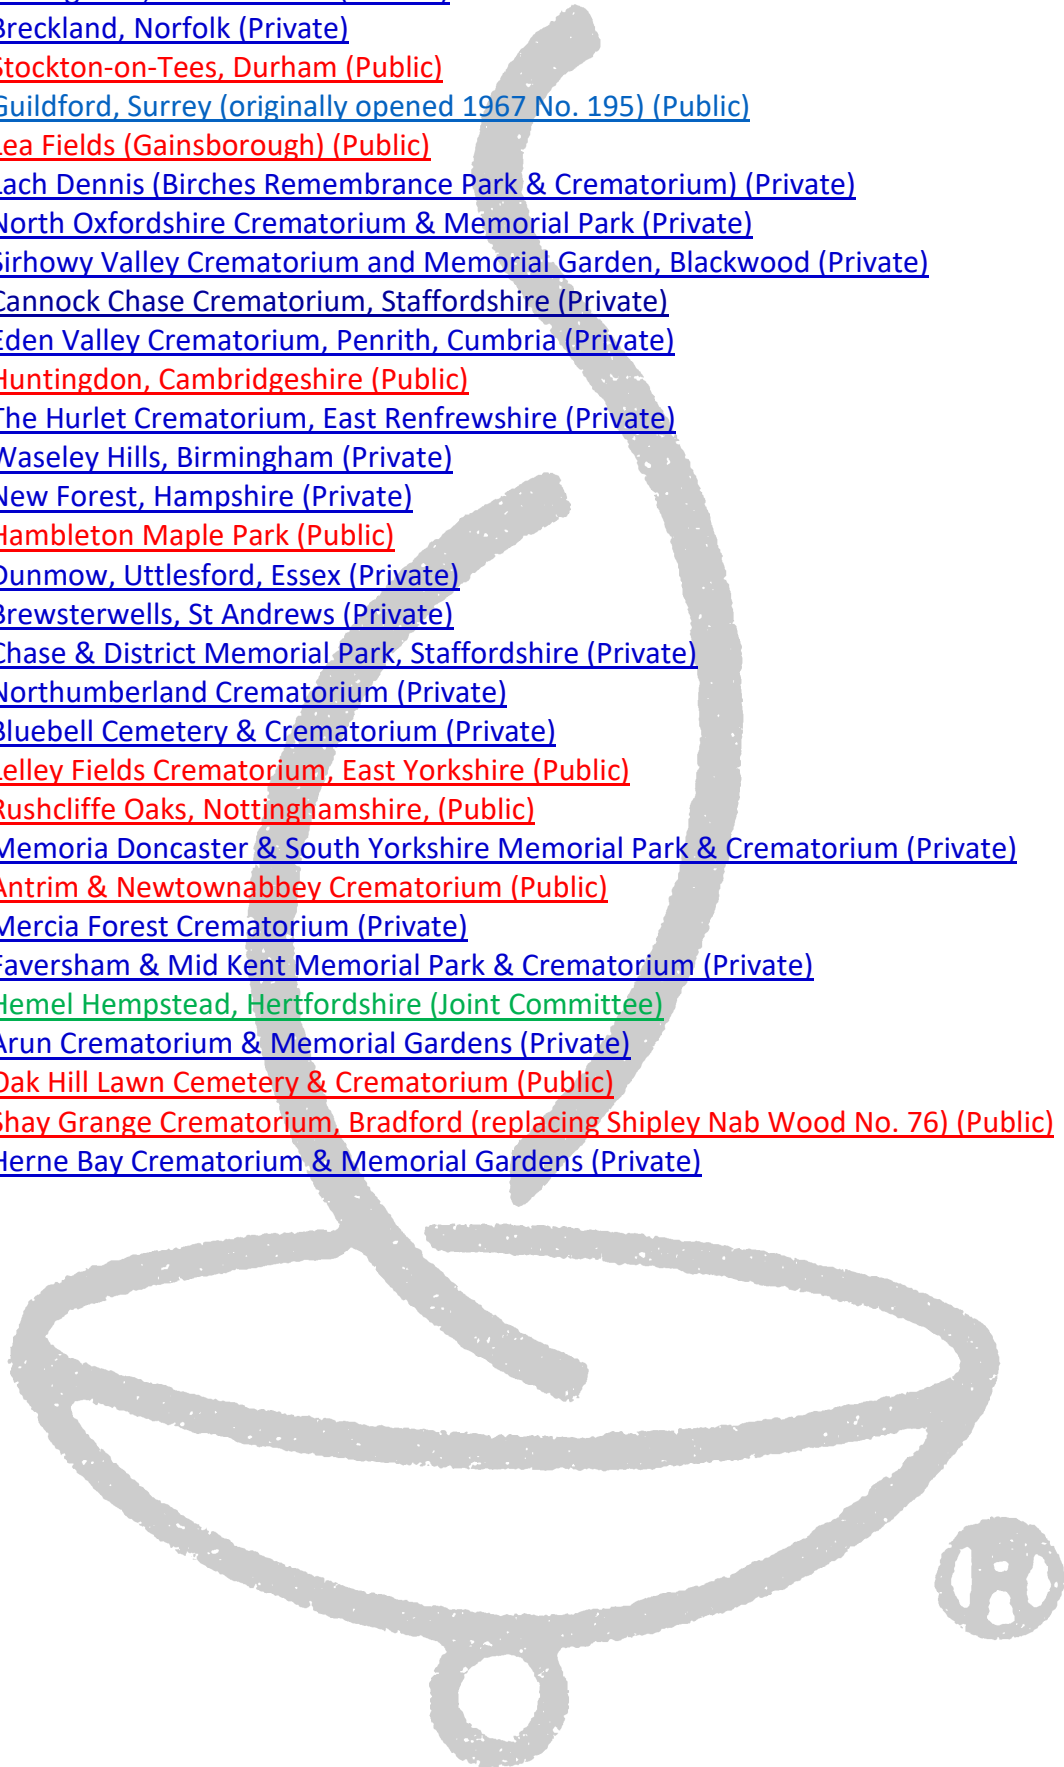 Breckland, Norfolk (Private)
Stockton-on-Tees, Durham (Public)
Guildford, Surrey (originally opened 1967 No. 195) (Public)
Lea Fields (Gainsborough) (Public)
Lach Dennis (Birches Remembrance Park & Crematorium) (Private)
North Oxfordshire Crematorium & Memorial Park (Private)
Sirhowy Valley Crematorium and Memorial Garden, Blackwood (Private)
Cannock Chase Crematorium, Staffordshire (Private)
Eden Valley Crematorium, Penrith, Cumbria (Private)
Huntingdon, Cambridgeshire (Public)
The Hurlet Crematorium, East Renfrewshire (Private)
Waseley Hills, Birmingham (Private)
New Forest, Hampshire (Private)
Hambleton Maple Park (Public)
Dunmow, Uttlesford, Essex (Private)
Brewsterwells, St Andrews (Private)
Chase & District Memorial Park, Staffordshire (Private)
Northumberland Crematorium (Private)
Bluebell Cemetery & Crematorium (Private)
Lelley Fields Crematorium, East Yorkshire (Public)
Rushcliffe Oaks, Nottinghamshire, (Public)
Memoria Doncaster & South Yorkshire Memorial Park & Crematorium (Private)
Antrim & Newtownabbey Crematorium (Public)
Mercia Forest Crematorium (Private)
Faversham & Mid Kent Memorial Park & Crematorium (Private)
Hemel Hempstead, Hertfordshire (Joint Committee)
Arun Crematorium & Memorial Gardens (Private)
Oak Hill Lawn Cemetery & Crematorium (Public)
Shay Grange Crematorium, Bradford (replacing Shipley Nab Wood No. 76) (Public)
Herne Bay Crematorium & Memorial Gardens (Private)